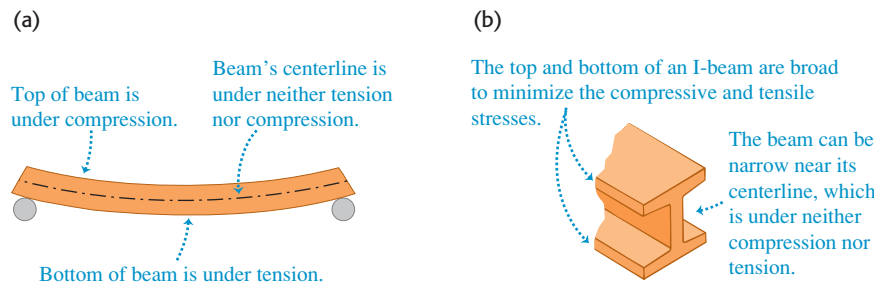 (a)
Top of beam is
under compression.
Beam's centerline is
under neither tension
nor compression.
Bottom of beam is under tension.
(b)
The top and bottom of an I-beam are broad
to minimize the compressive and tensile
stresses.
The beam can be
narrow near its
centerline, which
is under neither
compression nor
tension.